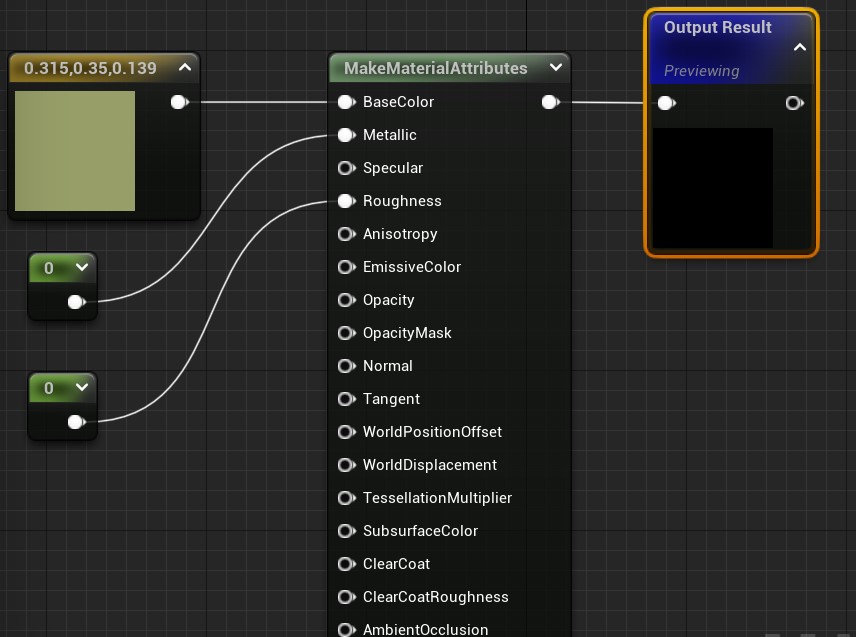 0.315,0.35,0.139
0
0
MakeMaterialAttributes
BaseColor
Metallic
Specular
Roughness
Anisotropy
EmissiveColor
Opacity
OpacityMask
Normal
Tangent
WorldPositionOffset
WorldDisplacement
TessellationMultiplier
SubsurfaceColor
ClearCoat
ClearCoatRoughness
AmbientOcclusion
Output Result
Previewing